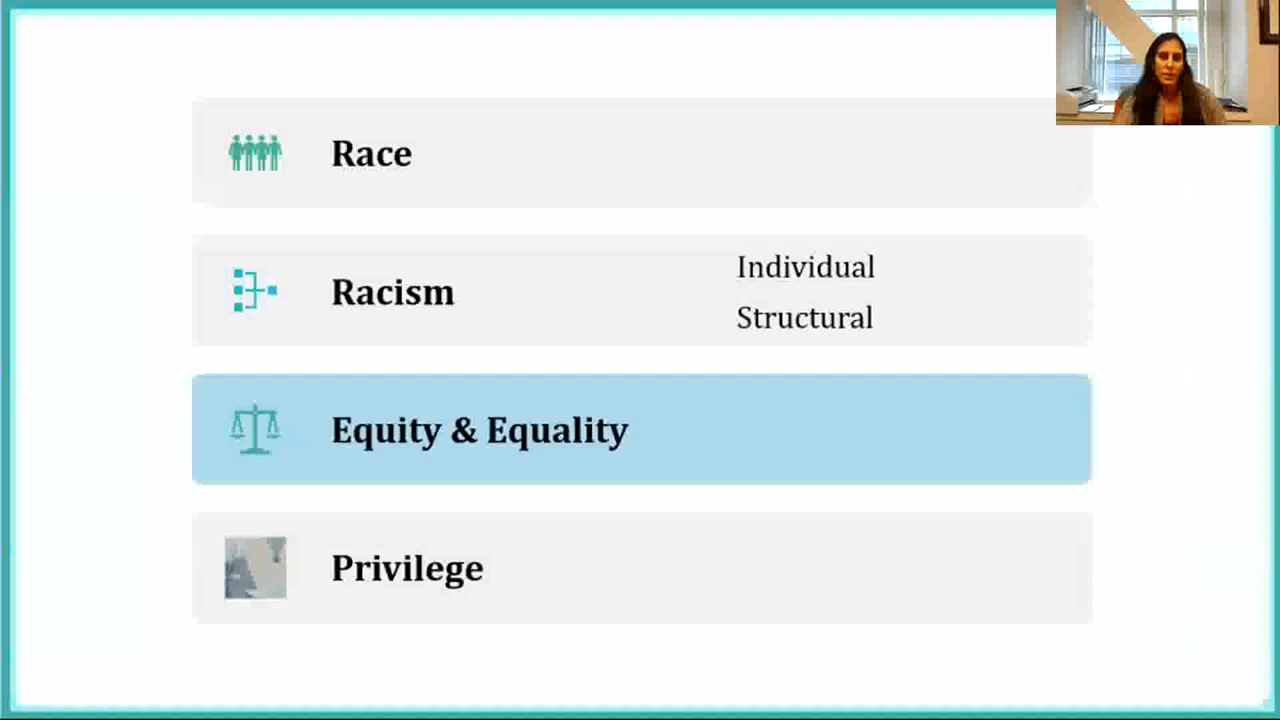 Race
Racism
Individual
Structural
Equity & Equality
Privilege